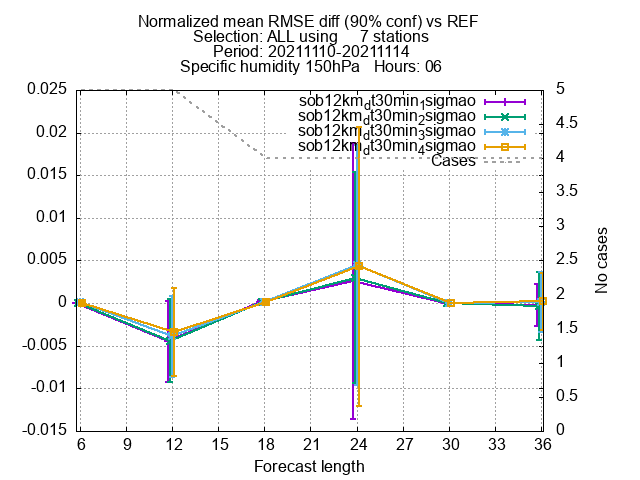 Normalized mean RMSE diff (90% conf) vs REF
Selection: ALL using 7 stations
Period: 20211110-20211114
Specific humidity 150hPa Hours: 06
sob12km_dt30min_1sigmao
sob12km_dt30min_2sigmao
sob12km_dt30min_3sigmao
sob12km_dt30min_4sigmao
Cases
0.025
0.02
0.015
0.01
0.005
0
-0.005
-0.01
-0.015
5
4.5
4
3.5
3
2.5
2
1.5
1
0.5
0
No cases
6 9 12 15 18 21 24 27 30 33 36
Forecast length